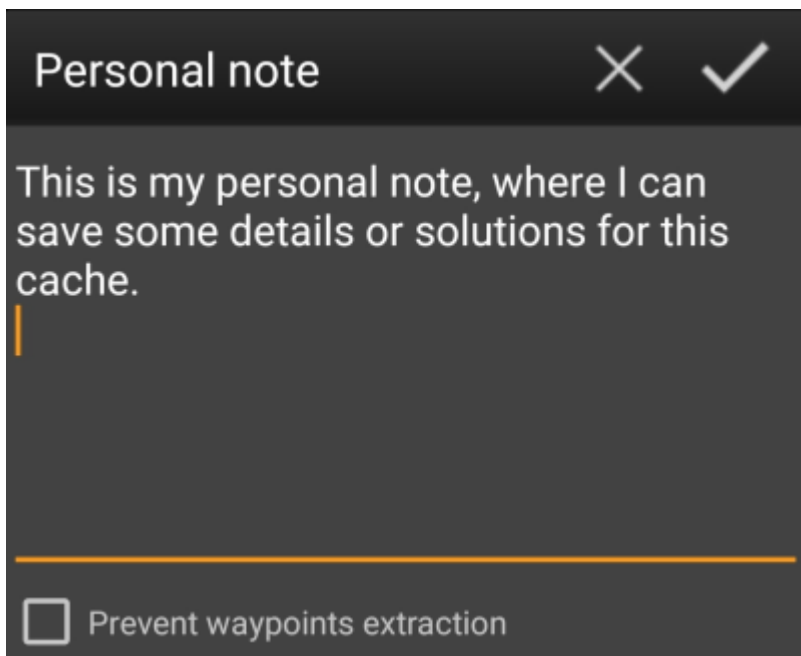 Personal note
This is my personal note, where I can
save some details or solutions for this
cache.
Prevent waypoints extraction